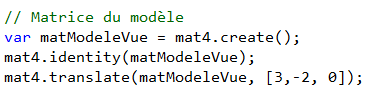 // Matrice du modèle
var matModeleVue = mat4.create();
mat4.identity(matModeleVue);
mat4.translate(matModeleVue, [3,-2, 0]);